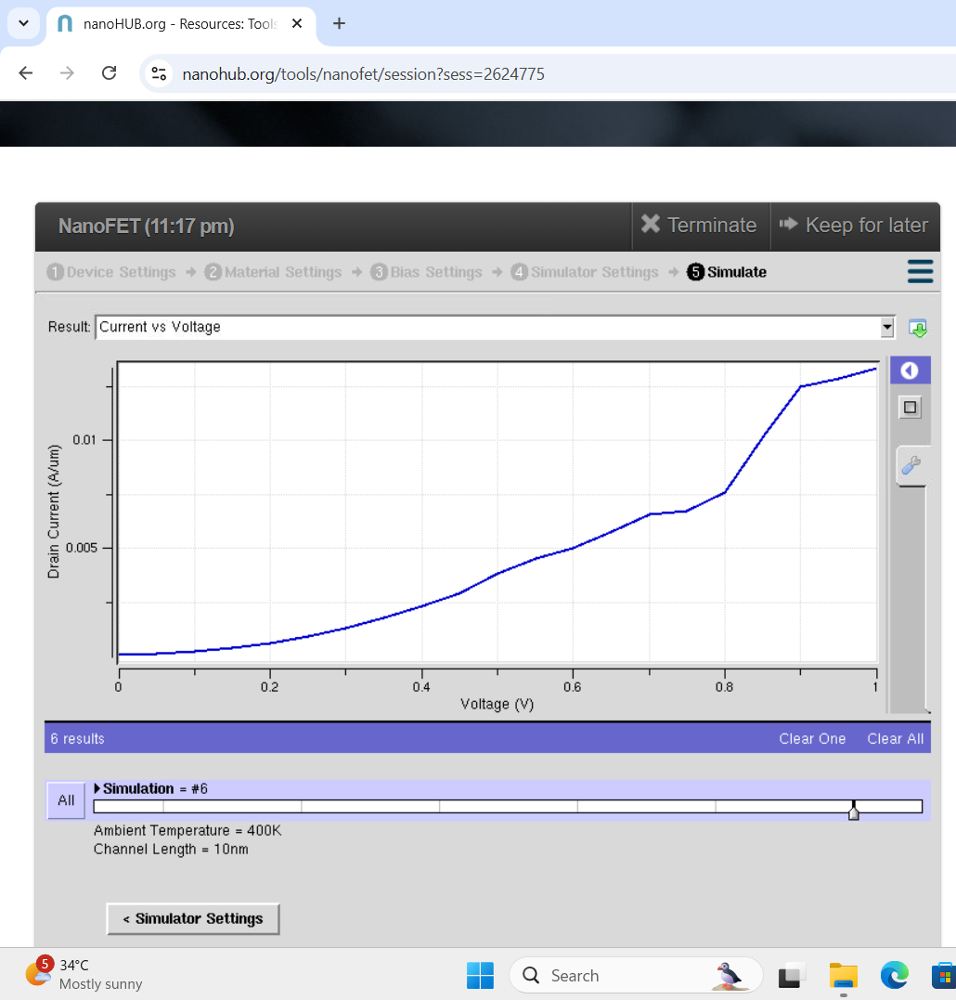 nanoHUB.org - Resources: Tools
nanohub.org/tools/nanofet/session?sess=2624775
NanoFET (11:17 pm)
Terminate
Keep for later
1 Device Settings
2 Material Settings
3 Bias Settings
4 Simulator Settings
5 Simulate
Result: Current vs Voltage
Drain Current (A/um)
0.01
0.005
0
0.2
0.4
0.6
0.8
1
Voltage (V)
6 results
Clear One
Clear All
All
Simulation = #6
Ambient Temperature = 400K
Channel Length = 10nm
< Simulator Settings
5
34°C
Mostly sunny
Search